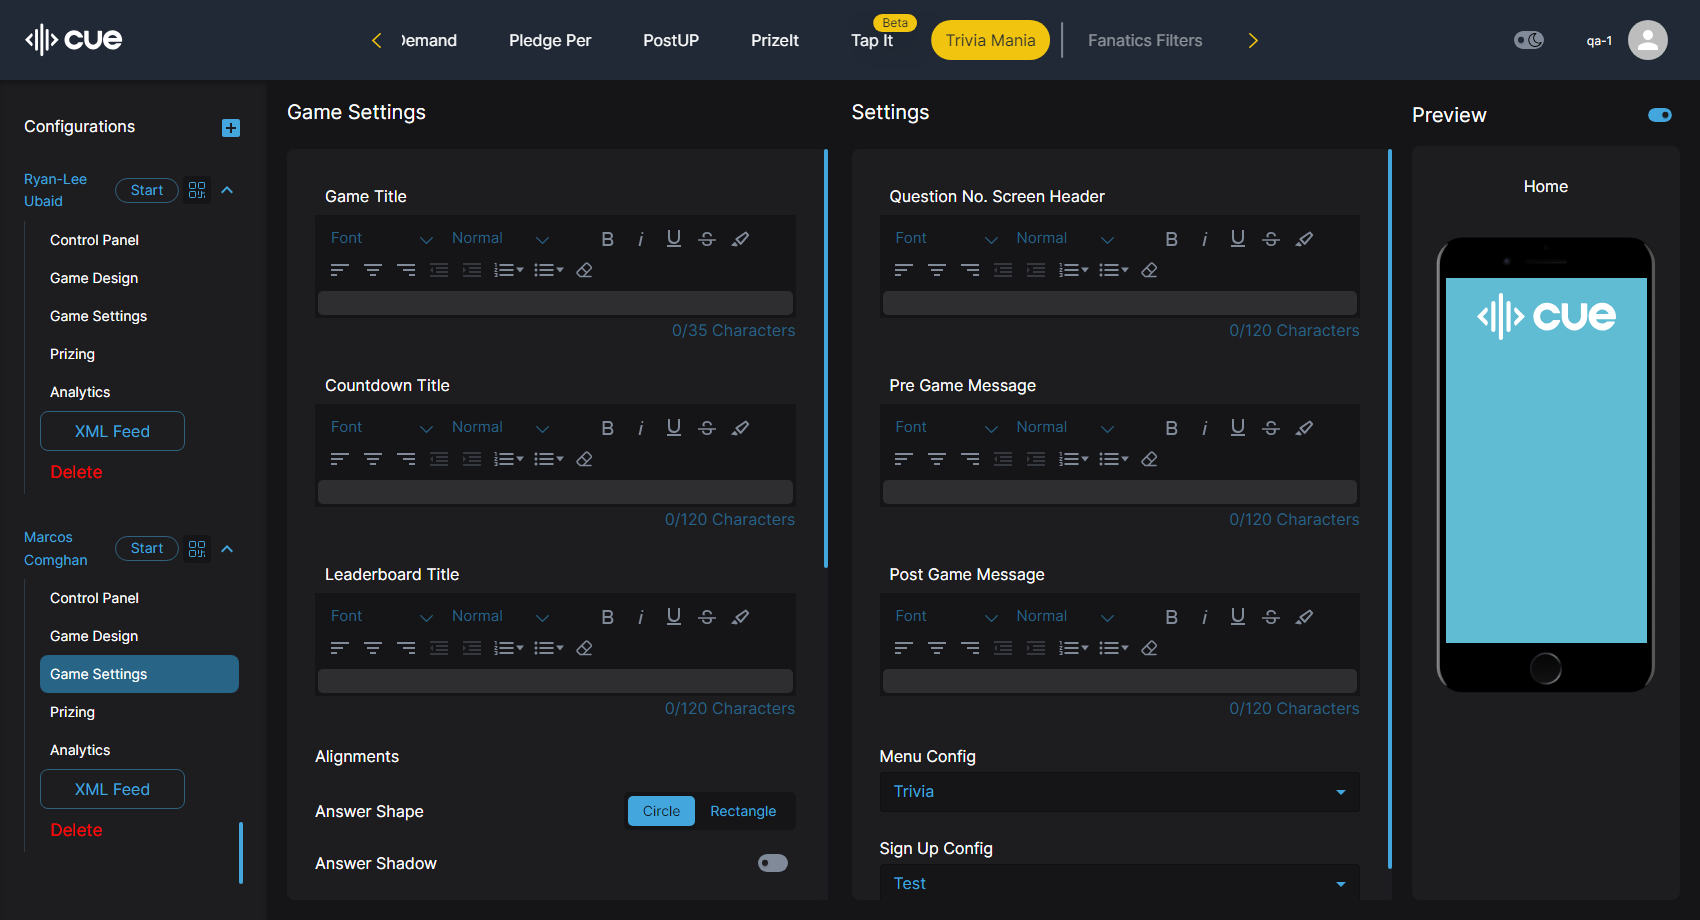 cue
Demand
Pledge Per
PostUP
PrizeIt
Tap It
Beta
Trivia Mania
Fanatics Filters
qa-1
Configurations
Ryan-Lee
Ubaid
Start
Control Panel
Game Design
Game Settings
Prizing
Analytics
XML Feed
Delete
Marcos
Comghan
Start
Control Panel
Game Design
Game Settings
Prizing
Analytics
XML Feed
Delete
Game Settings
Game Title
Font Normal
0/35 Characters
Countdown Title
Font Normal
0/120 Characters
Leaderboard Title
Font Normal
0/120 Characters
Alignments
Answer Shape
Circle
Rectangle
Answer Shadow
Settings
Question No. Screen Header
Font Normal
0/120 Characters
Pre Game Message
Font Normal
0/120 Characters
Post Game Message
Font Normal
0/120 Characters
Menu Config
Trivia
Sign Up Config
Test
Preview
Home
cue